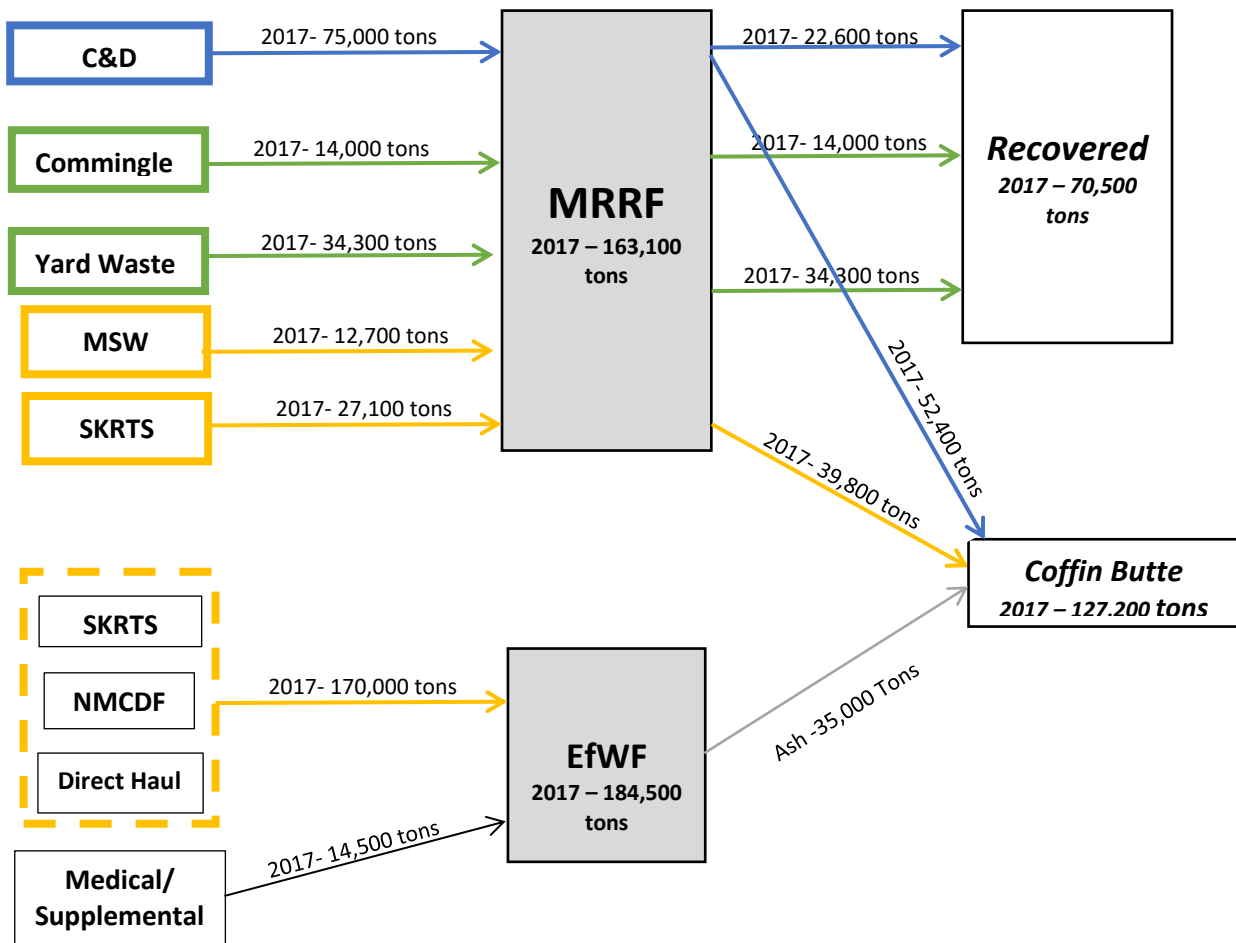 C&D
2017- 75,000 tons
2017- 22,600 tons
Commingle
2017- 14,000 tons
2017- 14,000 tons
Yard Waste
2017- 34,300 tons
2017- 34,300 tons
MSW
2017- 12,700 tons
SKRTS
2017- 27,100 tons
MRRF
2017 – 163,100
tons
Recovered
2017 – 70,500
tons
2017- 52,400 tons
2017- 39,800 tons
Coffin Butte
2017 – 127.200 tons
SKRTS
NMCDF
Direct Haul
2017- 170,000 tons
EfWF
2017 – 184,500
tons
Ash -35,000 Tons
Medical/
Supplemental
2017- 14,500 tons